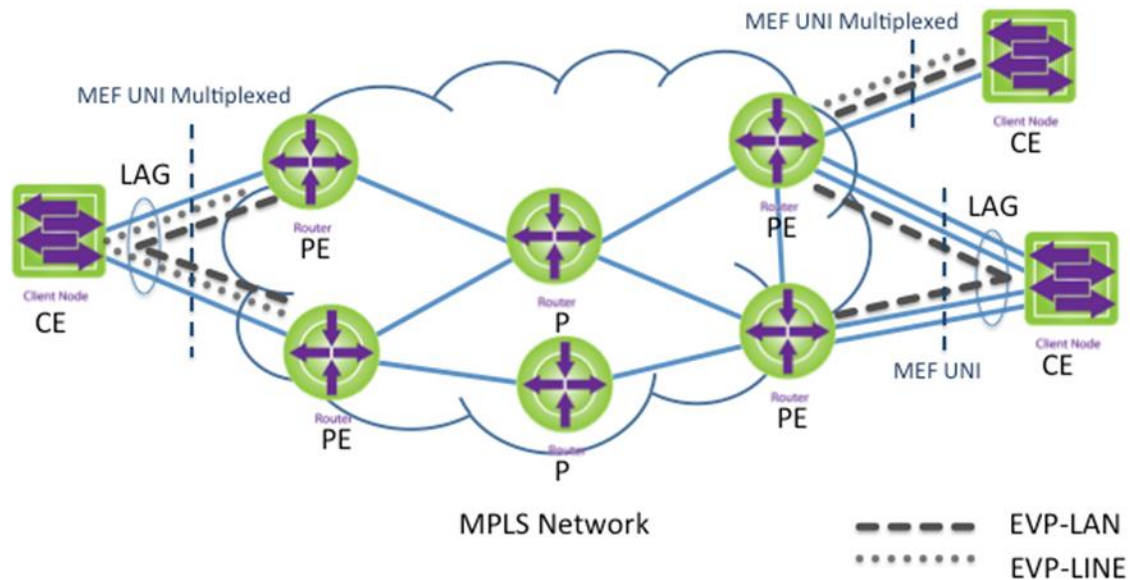 MEF UNI Multiplexed
Client Node
CE
MEF UNI Multiplexed
LAG
Router
PE
Router
PE
LAG
Client Node
CE
Router
P
Client Node
CE
MEF UNI
Router
PE
Router
PE
Router
P
MPLS Network
EVP-LAN
EVP-LINE